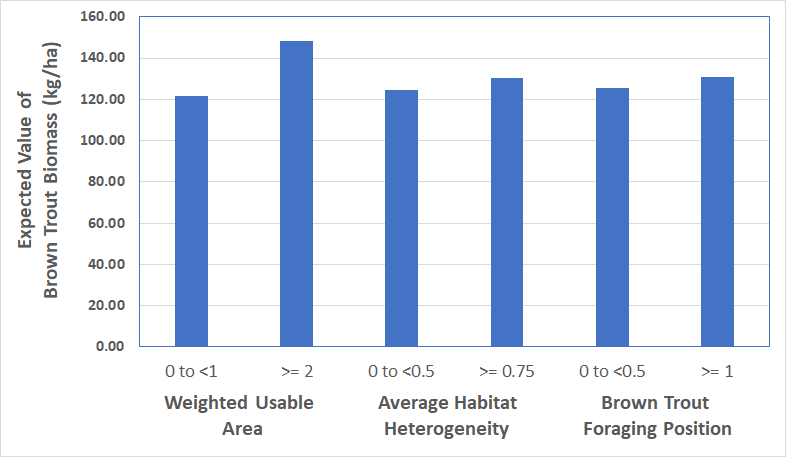 160.00
140.00
120.00
100.00
80.00
60.00
40.00
20.00
0.00
Expected Value of
Brown Trout Biomass (kg/ha)
0 to <1 >= 2 0 to <0.5 >= 0.75 0 to <0.5 >= 1
Weighted Usable
Area
Average Habitat
Heterogeneity
Brown Trout
Foraging Position